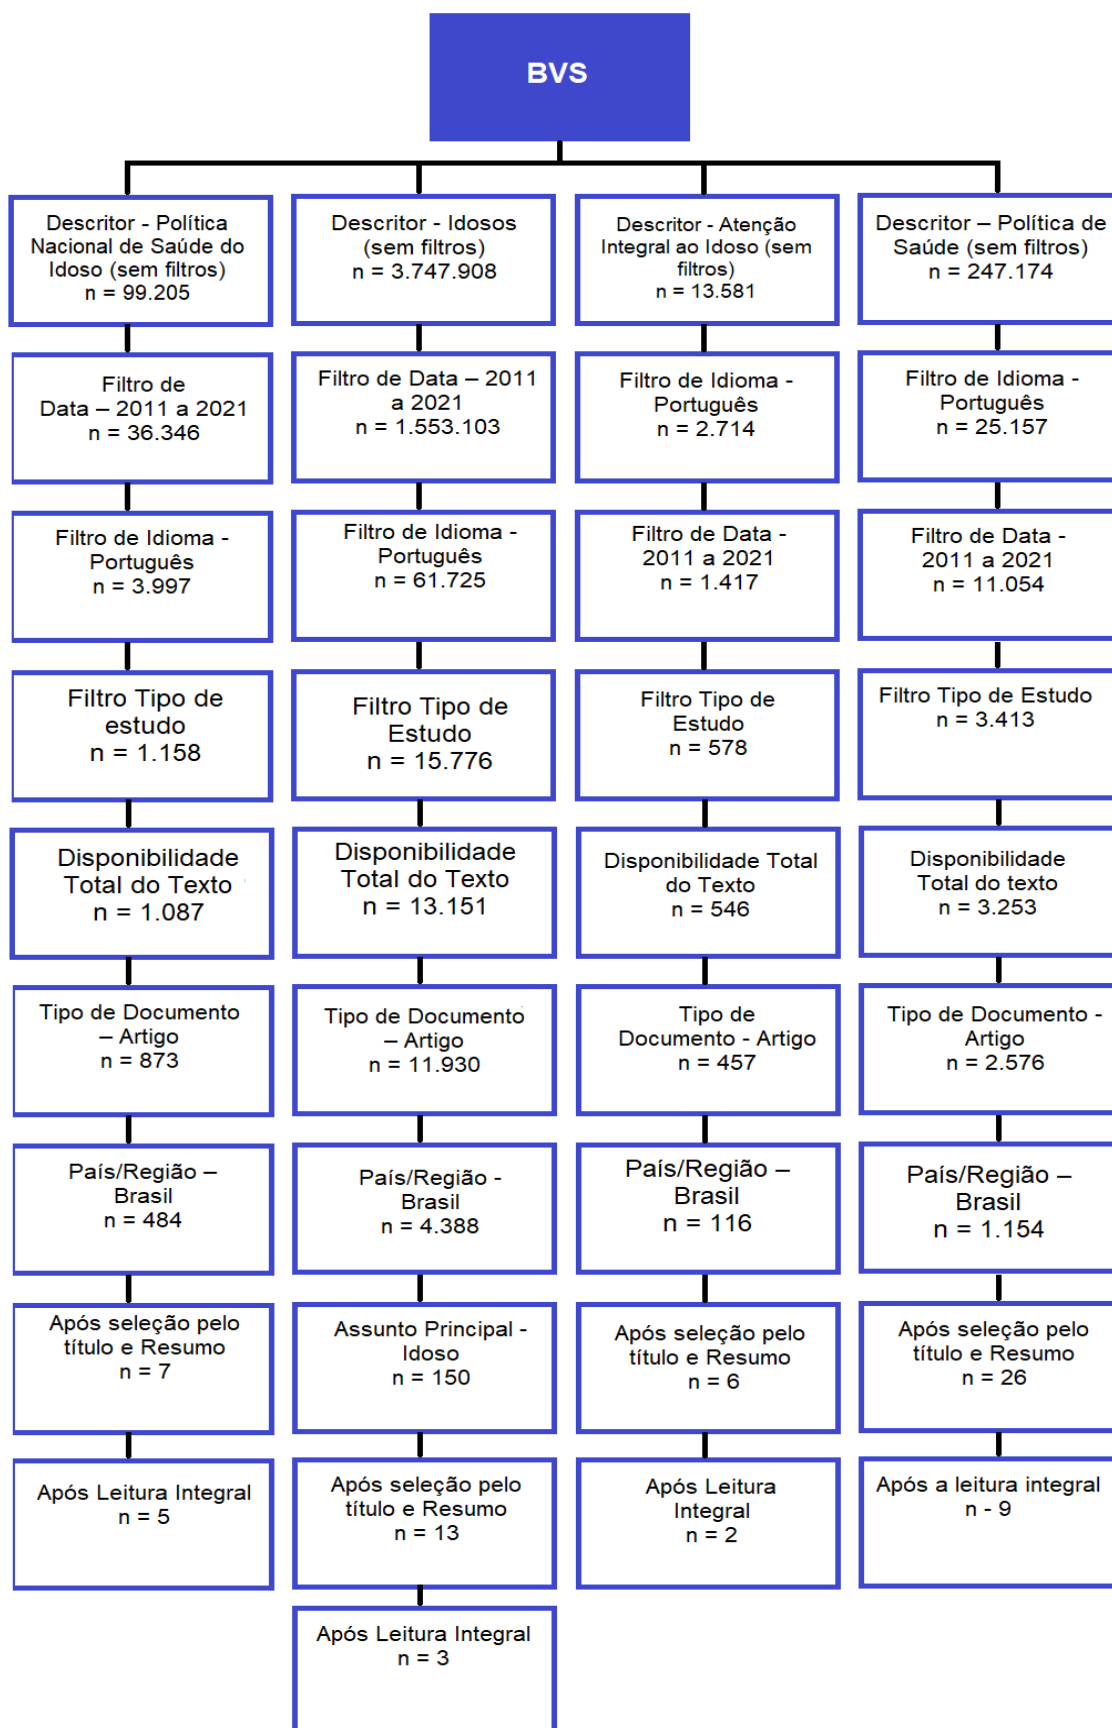 BVS
Descritor - Política
Nacional de Saúde do
Idoso (sem filtros)
n = 99.205
Filtro de
Data – 2011 a 2021
n = 36.346
Filtro de Idioma -
Português
n = 3.997
Filtro Tipo de
estudo
n = 1.158
Disponibilidade
Total do Texto
n = 1.087
Tipo de Documento
– Artigo
n = 873
País/Região –
Brasil
n = 484
Após seleção pelo
título e Resumo
n = 7
Após Leitura Integral
n = 5
Descritor - Idosos
(sem filtros)
n = 3.747.908
Filtro de Data – 2011
a 2021
n = 1.553.103
Filtro de Idioma -
Português
n = 61.725
Filtro Tipo de
Estudo
n = 15.776
Disponibilidade
Total do Texto
n = 13.151
Tipo de Documento
– Artigo
n = 11.930
País/Região -
Brasil
n = 4.388
Assunto Principal -
Idoso
n = 150
Após seleção pelo
título e Resumo
n = 13
Após Leitura Integral
n = 3
Descritor - Atenção
Integral ao Idoso (sem
filtros)
n = 13.581
Filtro de Idioma -
Português
n = 2.714
Filtro de Data -
2011 a 2021
n = 1.417
Filtro Tipo de
Estudo
n = 578
Disponibilidade Total
do Texto
n = 546
Tipo de
Documento - Artigo
n = 457
País/Região –
Brasil
n = 116
Após seleção pelo
título e Resumo
n = 6
Após Leitura
Integral
n = 2
Descritor – Política de
Saúde (sem filtros)
n = 247.174
Filtro de Idioma -
Português
n = 25.157
Filtro de Data -
2011 a 2021
n = 11.054
Filtro Tipo de Estudo
n = 3.413
Disponibilidade
Total do texto
n = 3.253
Tipo de Documento -
Artigo
n = 2.576
País/Região –
Brasil
n = 1.154
Após seleção pelo
título e Resumo
n = 26
Após a leitura integral
n - 9